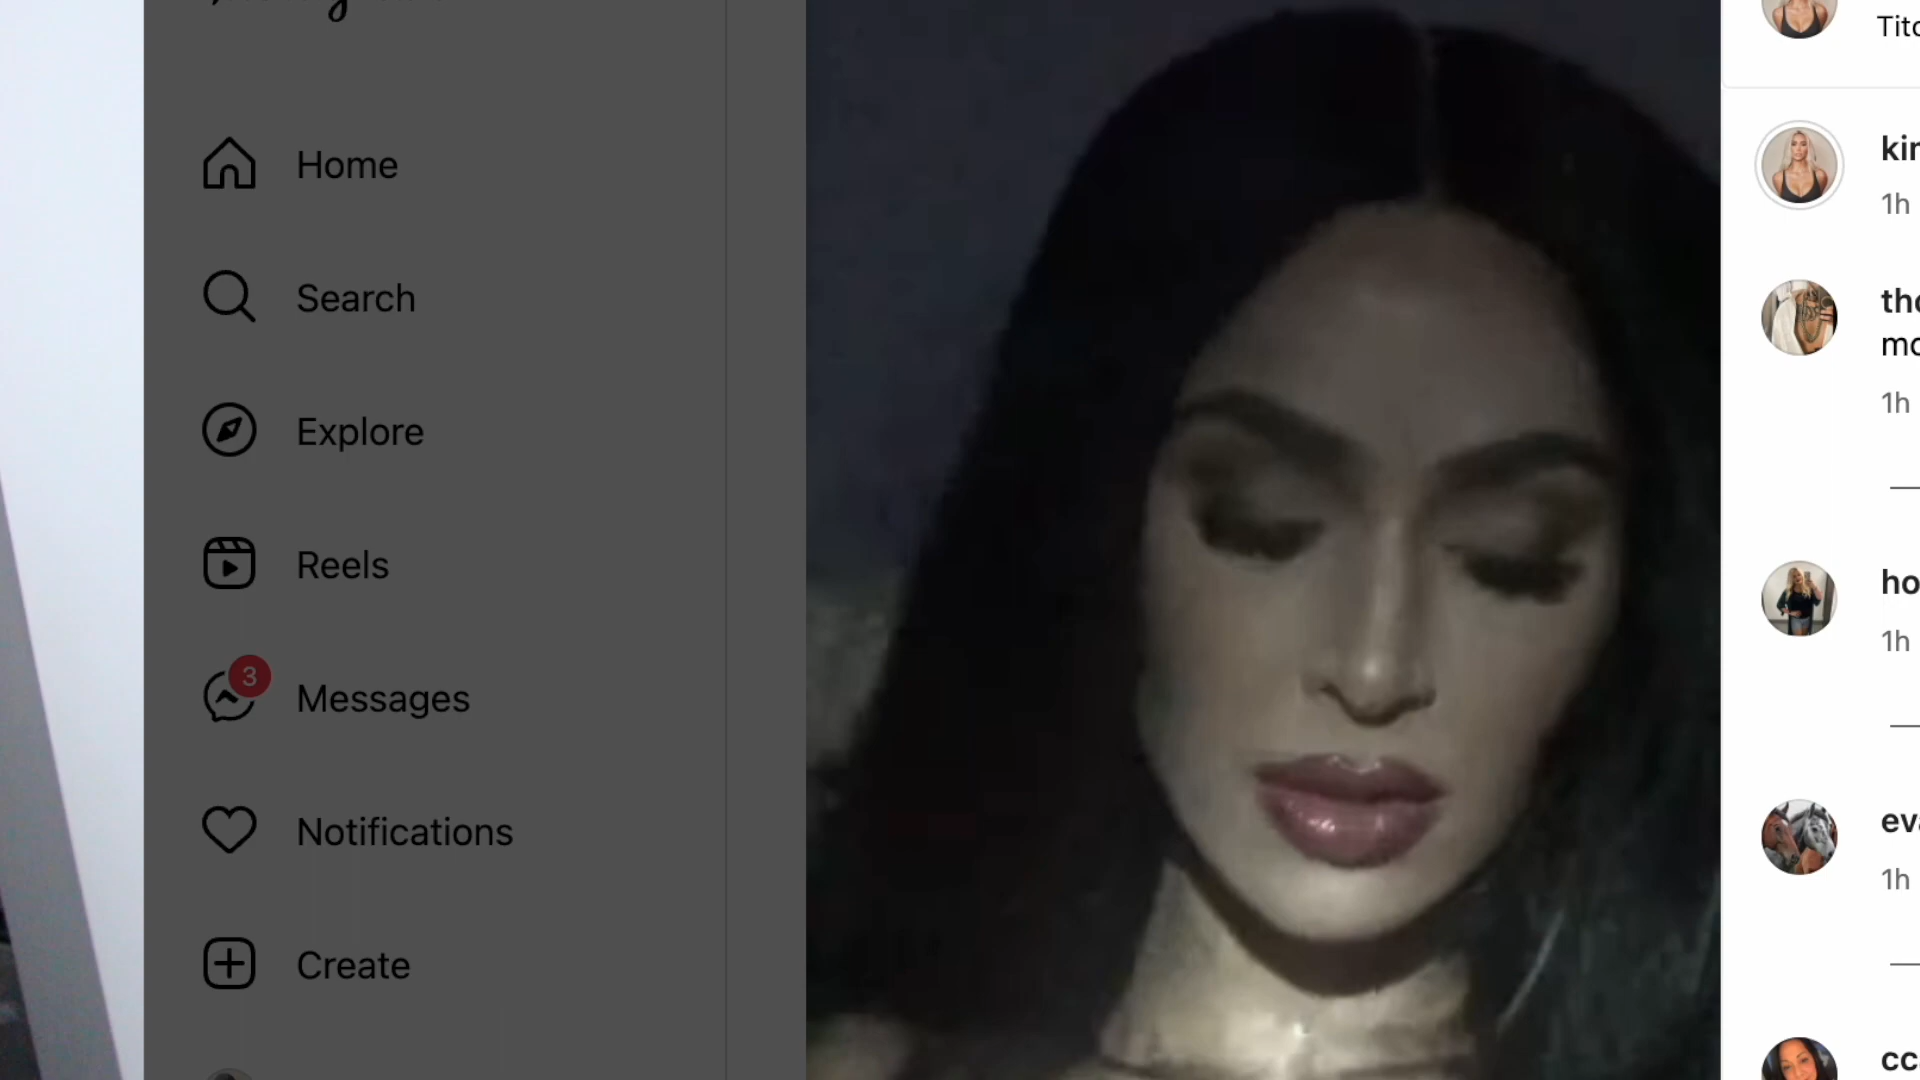 Home
Search
Explore
Reels
3
Messages
Notifications
Create
1h
1h
1h
1h